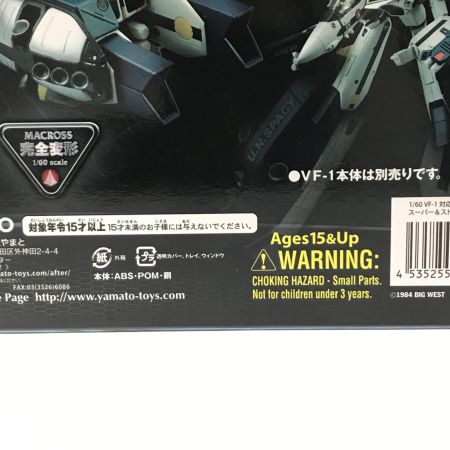 U.N.SPACY
MACROSS
完全変形
1/60 scale
●VF-1本体は別売りです。
対象年令15才以上
15才未満のお子様には与えないでください。
やまと
田区外神田2-4-4
ター
o-toys.com/after/
FAX:03(3526)6086
e Page http://www.yamato-toys.com
紙 外箱
プラ 透明カバー、トレイ、ウィンドウ
本体:ABS・POM・鋼
Ages15&Up
WARNING:
CHOKING HAZARD - Small Parts.
Not for children under 3 years.
1/60 VF-1 対応
スーパー&スト
4 535255
©1984 BIG WEST